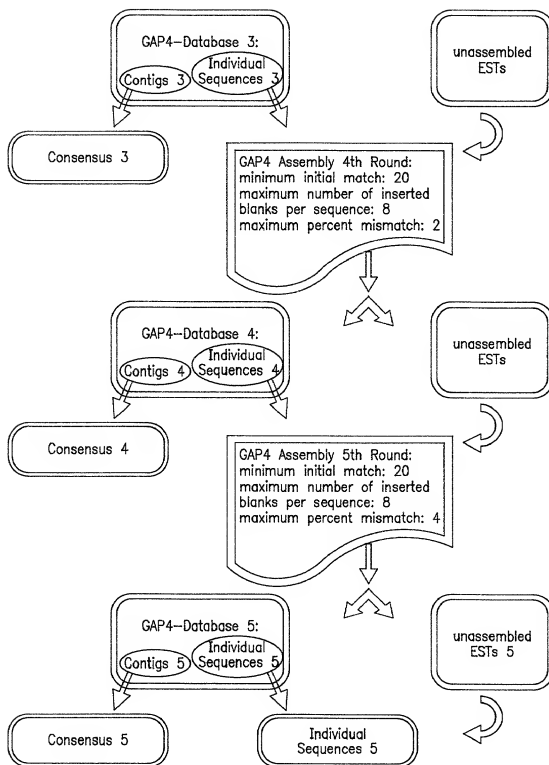 GAP4-Database 3:
Contigs 3
Individual
Sequences 3
unassembled
ESTs
Consensus 3
GAP4 Assembly 4th Round:
minimum initial match: 20
maximum number of inserted
blanks per sequence: 8
maximum percent mismatch: 2
GAP4-Database 4:
Contigs 4
Individual
Sequences 4
unassembled
ESTs
Consensus 4
GAP4 Assembly 5th Round:
minimum initial match: 20
maximum number of inserted
blanks per sequence: 8
maximum percent mismatch: 4
GAP4-Database 5:
Contigs 5
Individual
Sequences 5
unassembled
ESTs 5
Consensus 5
Individual
Sequences 5